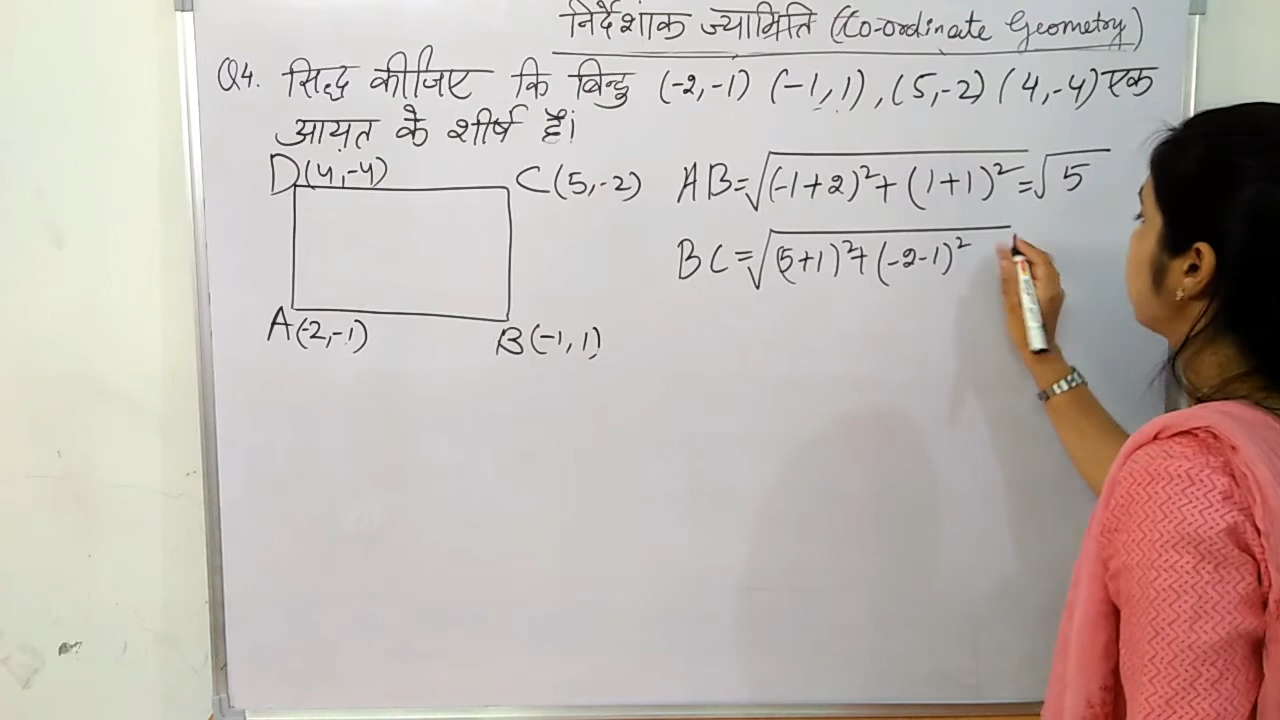 निर्देशांक ज्यामिति (Co-ordinate Geometry)
Q4. सिद्ध कीजिए कि बिन्दु (-2,-1) (-1,1),(5,-2) (4,-4) एक
आयत के शीर्ष हैं।
D(4,-4) C(5,-2) AB=√(-1+2)²+(1+1)²=√5
BC=√(5+1)²+(-2-1)²
A(-2,-1) B(-1,1)